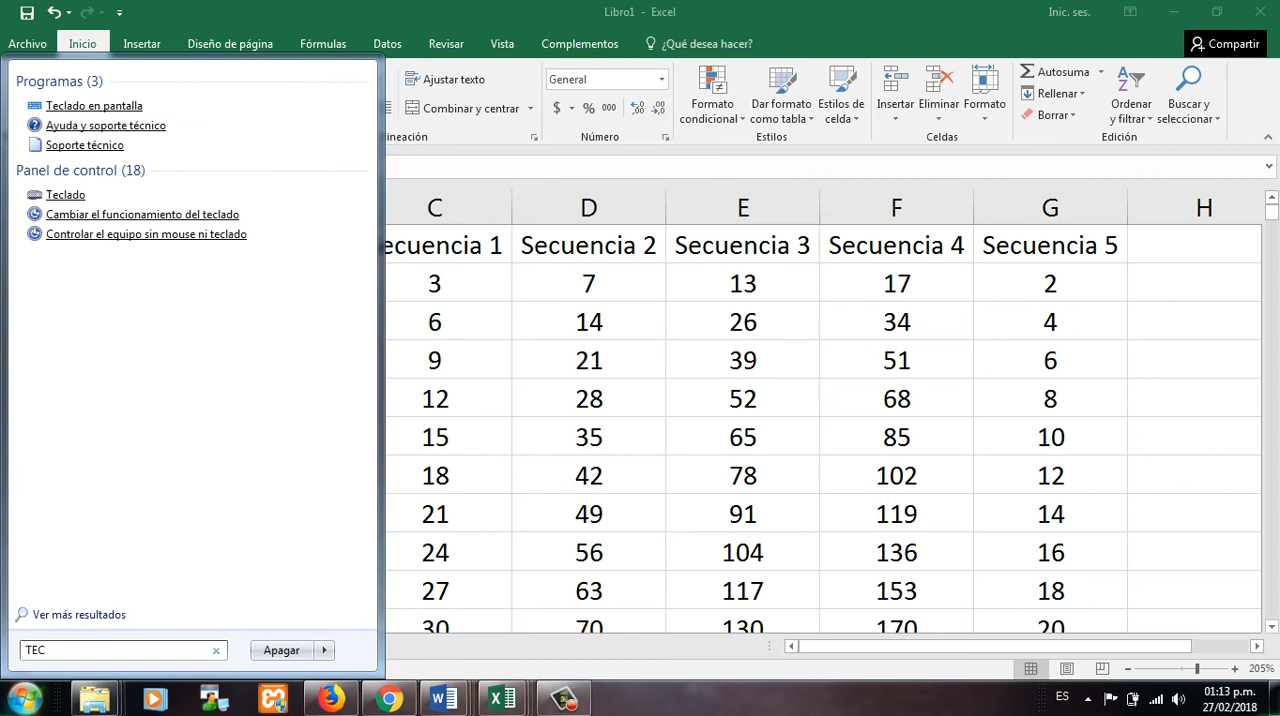 Libro1 - Excel
Inic. ses.
Archivo Inicio Insertar Diseño de página Fórmulas Datos Revisar Vista Complementos ¿Qué desea hacer? Compartir
Programas (3)
Teclado en pantalla
Ayuda y soporte técnico
Soporte técnico
Panel de control (18)
Teclado
Cambiar el funcionamiento del teclado
Controlar el equipo sin mouse ni teclado
Ver más resultados
TEC
Apagar
Ajustar texto
Combinar y centrar
General
$ % 000
Formato condicional
Dar formato como tabla
Estilos de celda
Insertar
Eliminar
Formato
Autosuma
Rellenar
Borrar
Ordenar y filtrar
Buscar y seleccionar
ineación Número Estilos Celdas Edición
C D E F G H
ecuencia 1 Secuencia 2 Secuencia 3 Secuencia 4 Secuencia 5
3 7 13 17 2
6 14 26 34 4
9 21 39 51 6
12 28 52 68 8
15 35 65 85 10
18 42 78 102 12
21 49 91 119 14
24 56 104 136 16
27 63 117 153 18
30 70 130 170 20
205%
ES
01:13 p.m.
27/02/2018